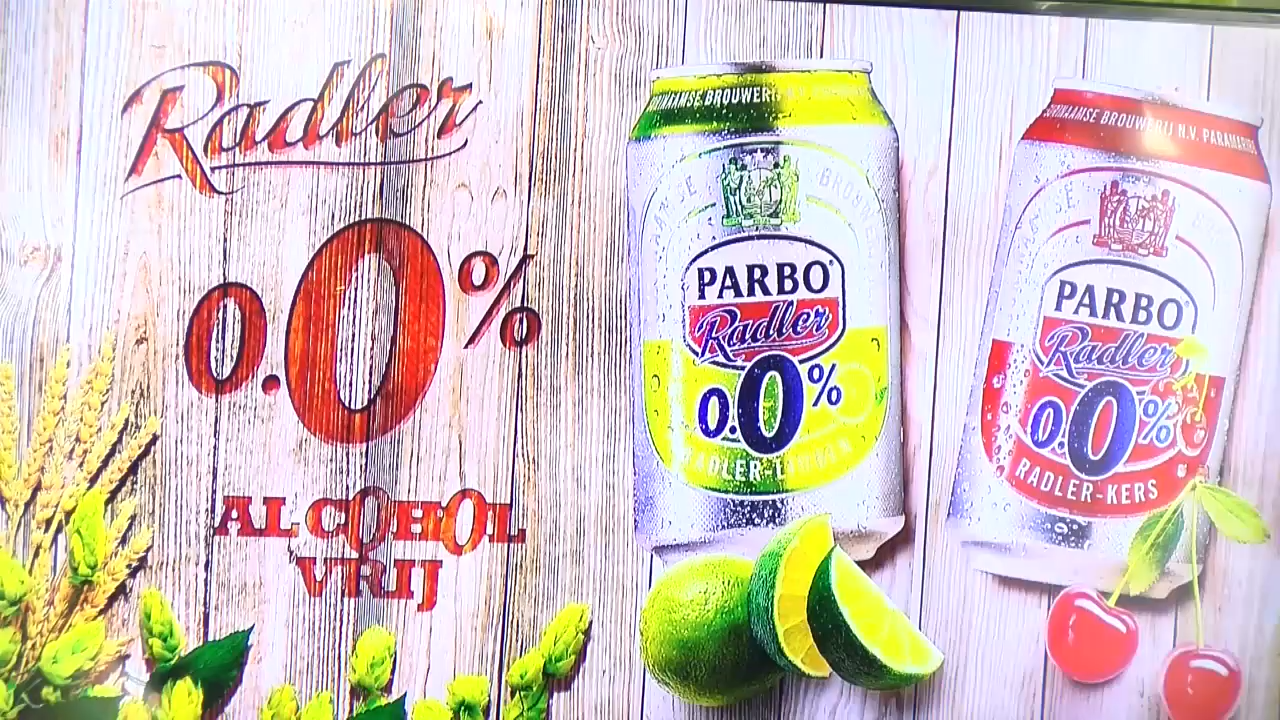 Radler
0.0%
ALCOHOL
VRIJ
SURINAAMSE BROUWERIJ N.V.
BROUW
PARBO
Radler
0.0%
RADLER-LIMOEN
SURINAAMSE BROUWERIJ N.V. PARAMARIBO
PARBO
Radler
0.0%
RADLER-KERS